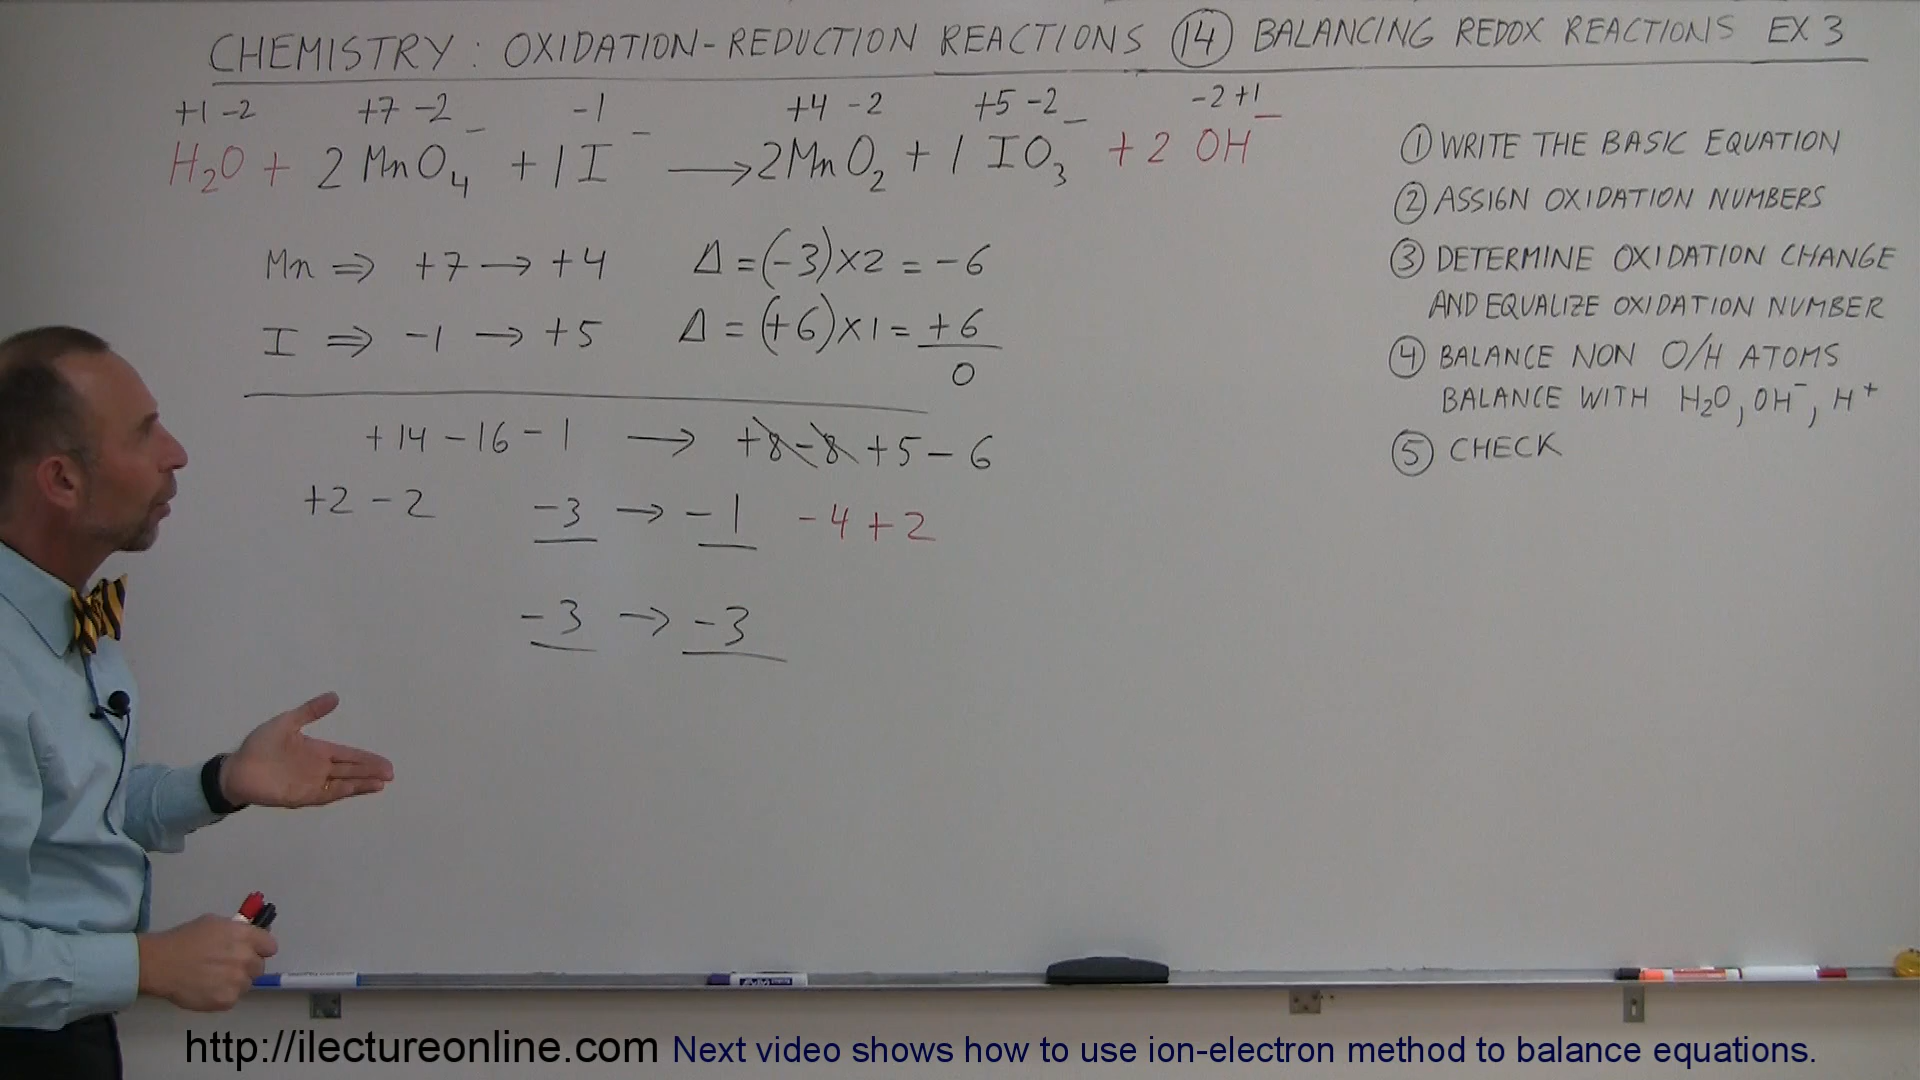 CHEMISTRY: OXIDATION-REDUCTION REACTIONS (14) BALANCING REDOX REACTIONS EX 3
+1 -2 +7 -2 -1 +4 -2 +5 -2 -2 +1
H₂O + 2 MnO₄⁻ + 1 I⁻ → 2MnO₂ + 1 IO₃⁻ + 2 OH⁻
Mn ⇒ +7 → +4 Δ = (-3)×2 = -6
I ⇒ -1 → +5 Δ = (+6)×1 = +6
0
+14 -16 -1 → +8 -8 +5 -6
+2 -2 -3 → -1 -4 +2
-3 → -3
① WRITE THE BASIC EQUATION
② ASSIGN OXIDATION NUMBERS
③ DETERMINE OXIDATION CHANGE
AND EQUALIZE OXIDATION NUMBER
④ BALANCE NON O/H ATOMS
BALANCE WITH H₂O, OH⁻, H⁺
⑤ CHECK
http://ilectureonline.com Next video shows how to use ion-electron method to balance equations.